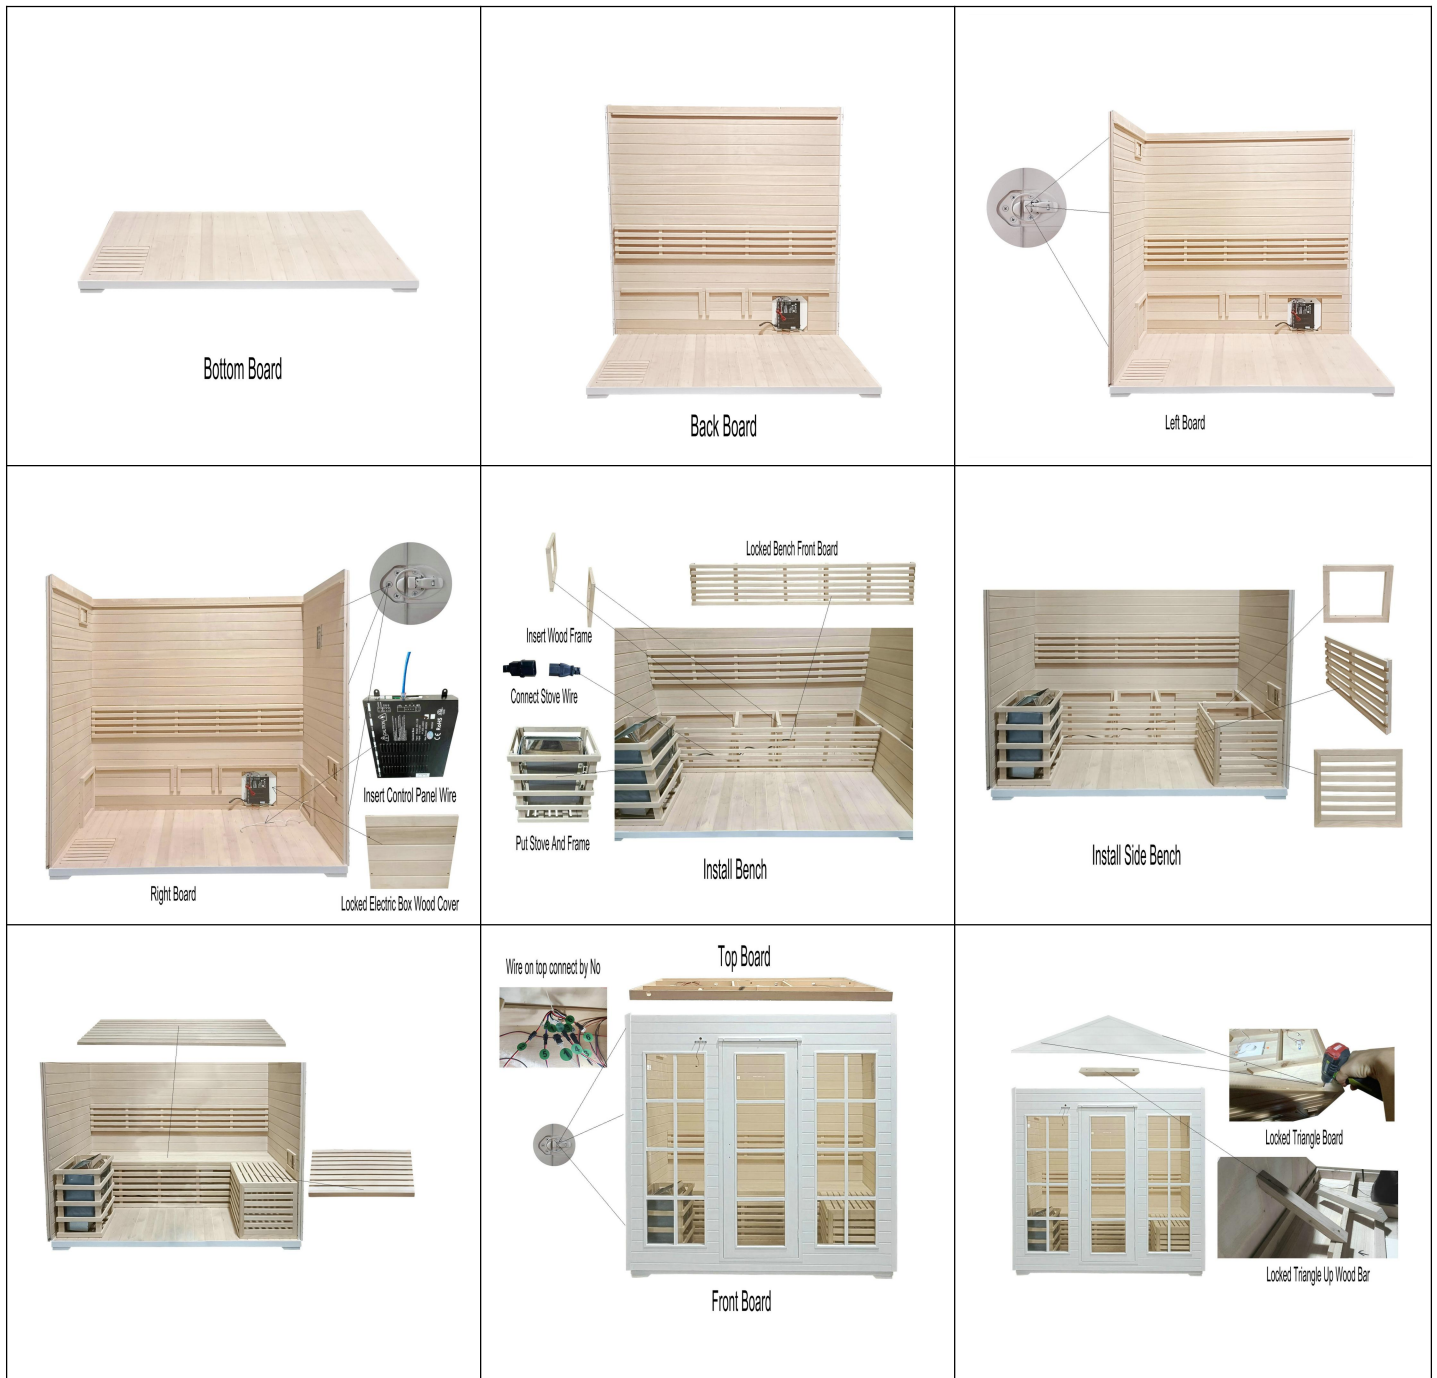 Bottom Board
Back Board
Left Board
Insert Control Panel Wire
Right Board
Locked Electric Box Wood Cover
Locked Bench Front Board
Insert Wood Frame
Connect Stove Wire
Put Stove And Frame
Install Bench
Install Side Bench
Top Board
Wire on top connect by No
Front Board
Locked Triangle Board
Locked Triangle Up Wood Bar